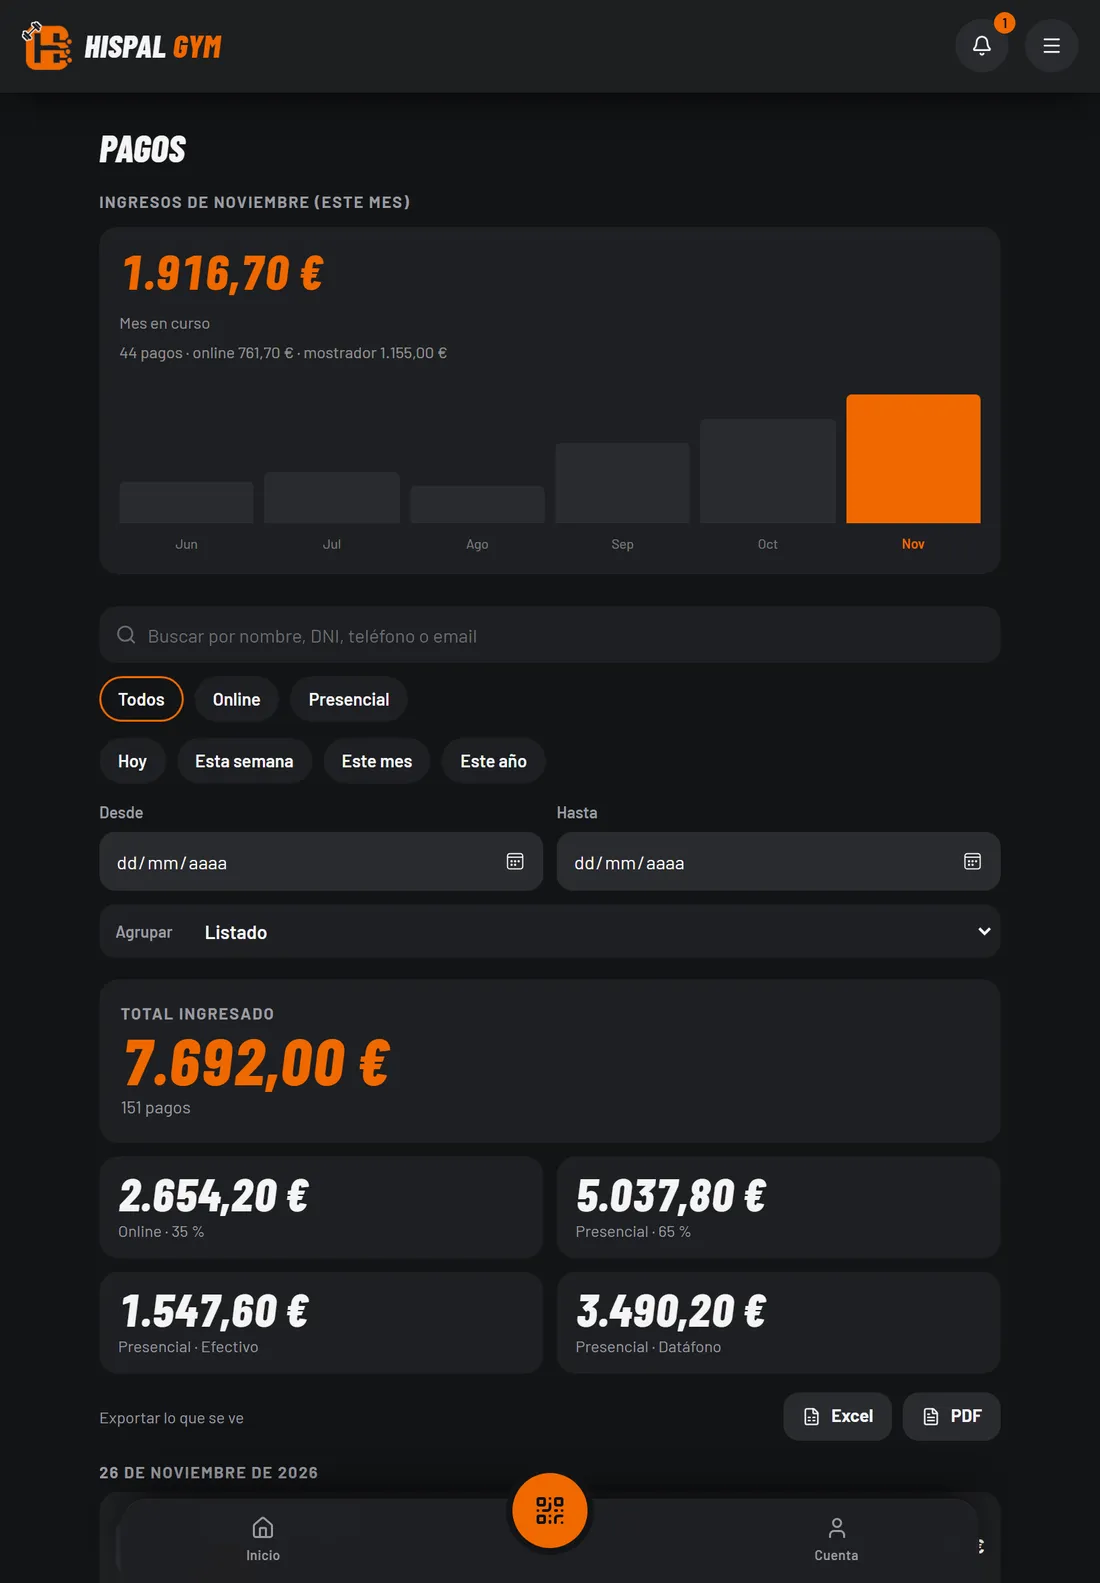 HISPAL GYM
1
PAGOS
INGRESOS DE NOVIEMBRE (ESTE MES)
1.916,70 €
Mes en curso
44 pagos · online 761,70 € · mostrador 1.155,00 €
Jun Jul Ago Sep Oct Nov
Buscar por nombre, DNI, teléfono o email
Todos Online Presencial
Hoy Esta semana Este mes Este año
Desde Hasta
dd/mm/aaaa dd/mm/aaaa
Agrupar Listado
TOTAL INGRESADO
7.692,00 €
151 pagos
2.654,20 € 5.037,80 €
Online · 35 % Presencial · 65 %
1.547,60 € 3.490,20 €
Presencial · Efectivo Presencial · Datáfono
Exportar lo que se ve Excel PDF
26 DE NOVIEMBRE DE 2026
Inicio Cuenta